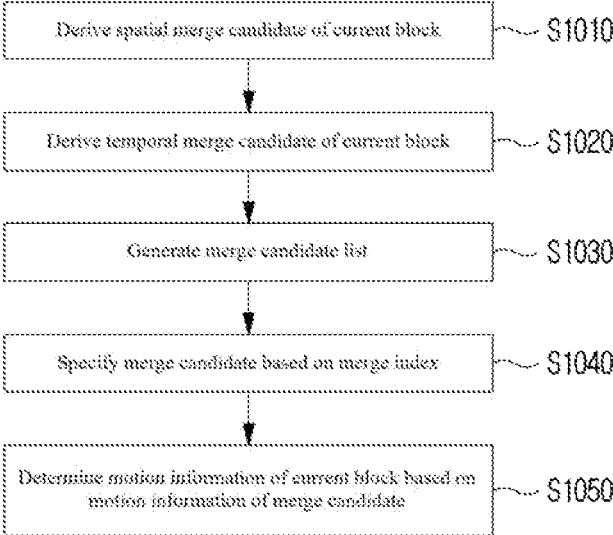 Derive spatial merge candidate of current block
S1010
Derive temporal merge candidate of current block
S1020
Generate merge candidate list
S1030
Specify merge candidate based on merge index
S1040
Determine motion information of current block based on
motion information of merge candidate
S1050